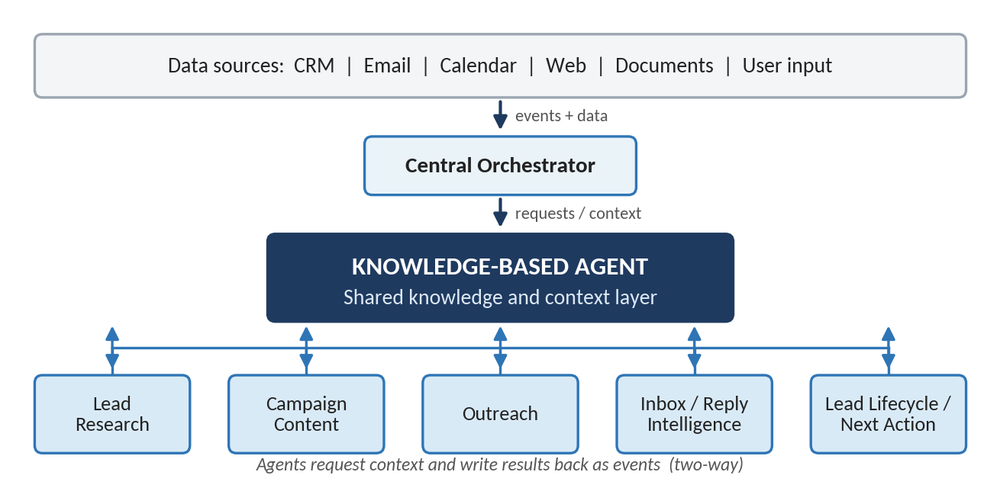 Data sources: CRM | Email | Calendar | Web | Documents | User input
events + data
Central Orchestrator
requests / context
KNOWLEDGE-BASED AGENT
Shared knowledge and context layer
Lead
Research
Campaign
Content
Outreach
Inbox / Reply
Intelligence
Lead Lifecycle /
Next Action
Agents request context and write results back as events (two-way)